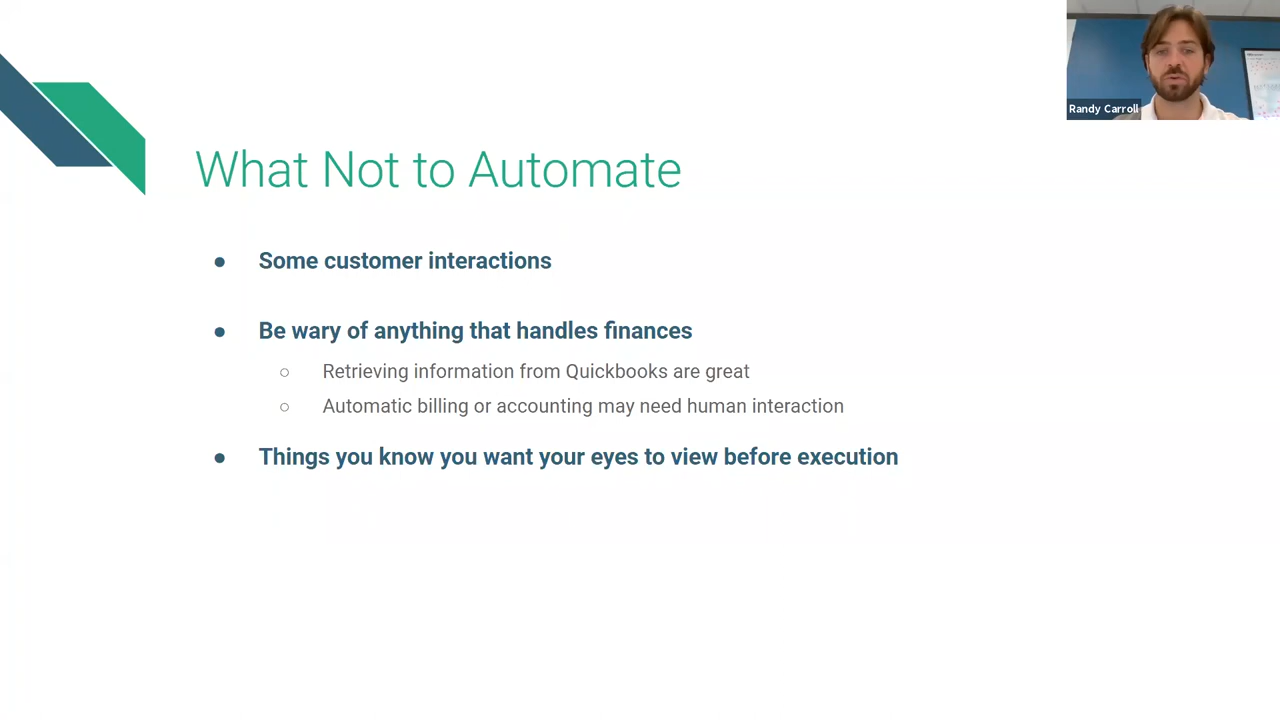 Randy Carroll
What Not to Automate
● Some customer interactions
● Be wary of anything that handles finances
○ Retrieving information from Quickbooks are great
○ Automatic billing or accounting may need human interaction
● Things you know you want your eyes to view before execution